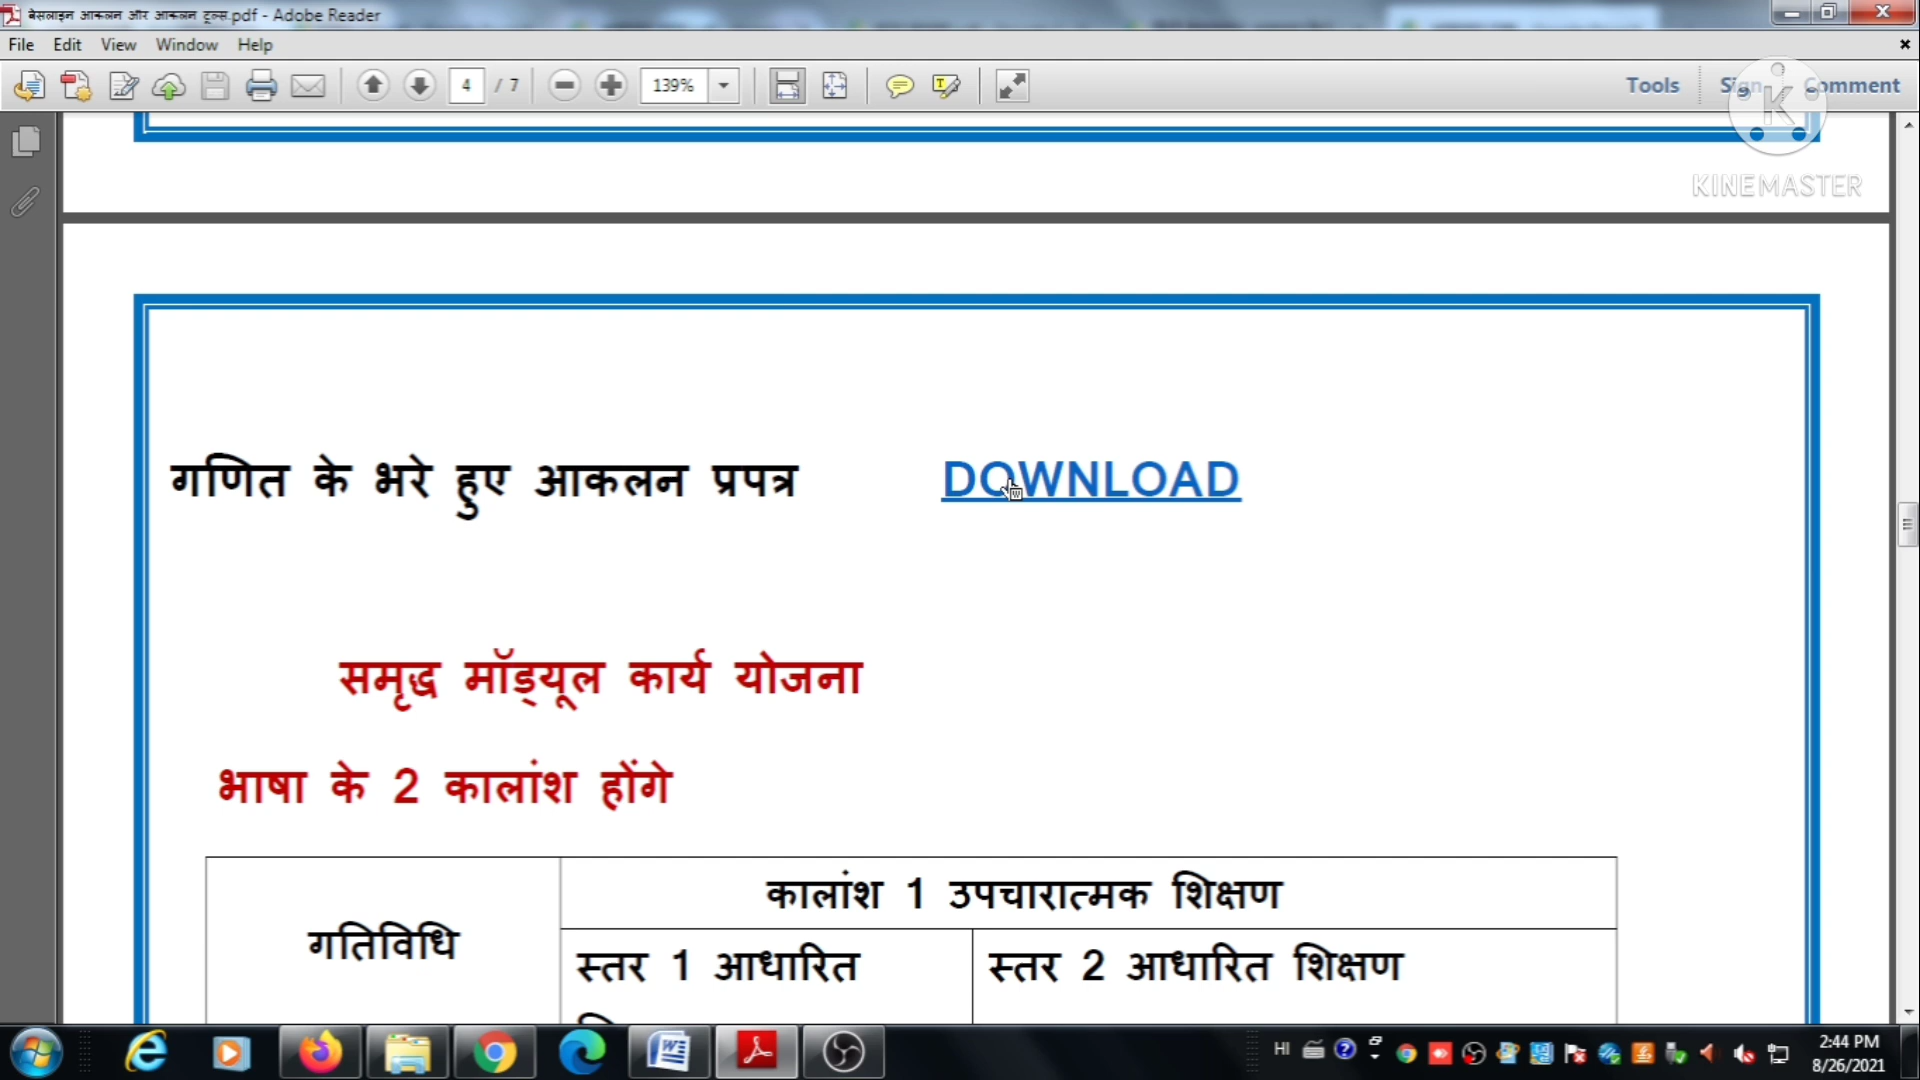 बेसलाइन आकलन और आकलन टूल्स.pdf - Adobe Reader
File Edit View Window Help
4 / 7 139% Tools Sign Comment
KINEMASTER
गणित के भरे हुए आकलन प्रपत्र DOWNLOAD
समृद्ध मॉड्यूल कार्य योजना
भाषा के 2 कालांश होंगे
कालांश 1 उपचारात्मक शिक्षण
गतिविधि
स्तर 1 आधारित स्तर 2 आधारित शिक्षण
HI 2:44 PM
8/26/2021